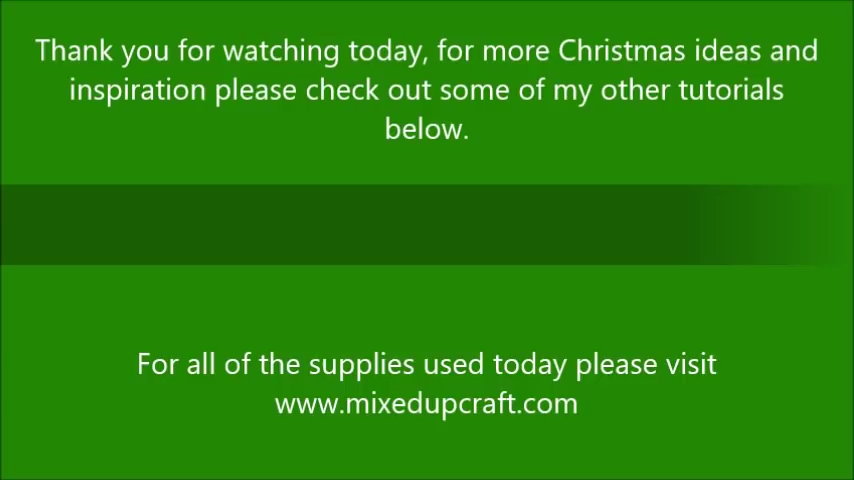 Thank you for watching today, for more Christmas ideas and
inspiration please check out some of my other tutorials
below.
For all of the supplies used today please visit
www.mixedupcraft.com